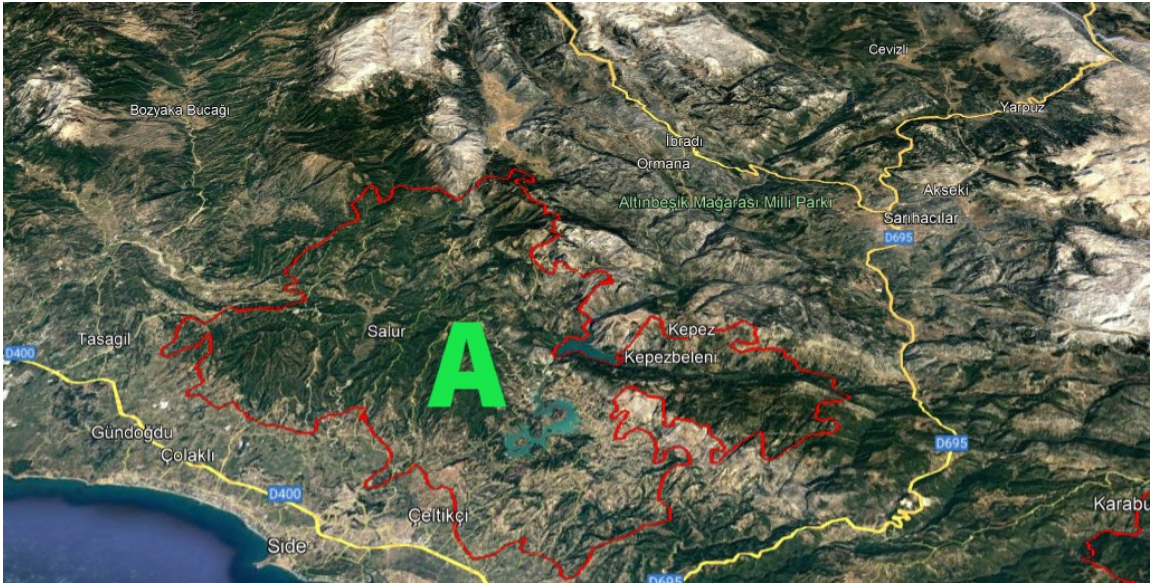 Cevizli
Bozyaka Bucağı
Yarpuz
İbradı
Ormana
Akseki
Altınbeşik Mağarası Milli Parkı
Sarıhacılar
D695
Salur
Kepez
Tasagil
D400
Kepezbeleni
A
Gündoğdu
Çolaklı
D695
D400
Karabu
Çeltikçi
Side
D695